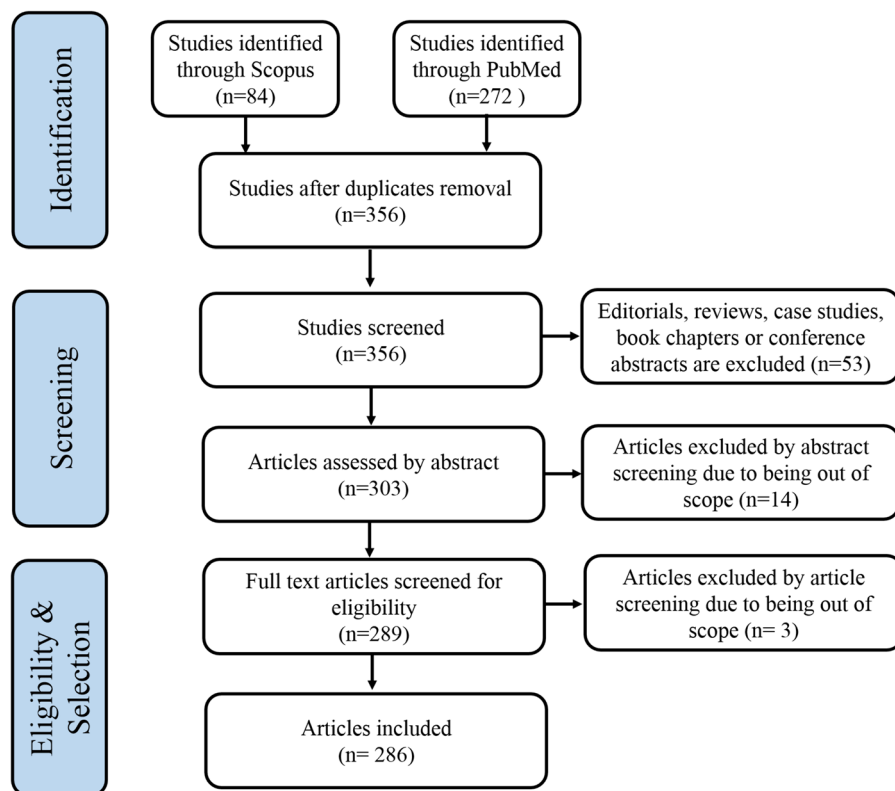 Identification
Studies identified
through Scopus
(n=84)
Studies identified
through PubMed
(n=272 )
Studies after duplicates removal
(n=356)
Screening
Studies screened
(n=356)
Editorials, reviews, case studies,
book chapters or conference
abstracts are excluded (n=53)
Articles assessed by abstract
(n=303)
Articles excluded by abstract
screening due to being out of
scope (n=14)
Eligibility &
Selection
Full text articles screened for
eligibility
(n=289)
Articles excluded by article
screening due to being out of
scope (n= 3)
Articles included
(n= 286)